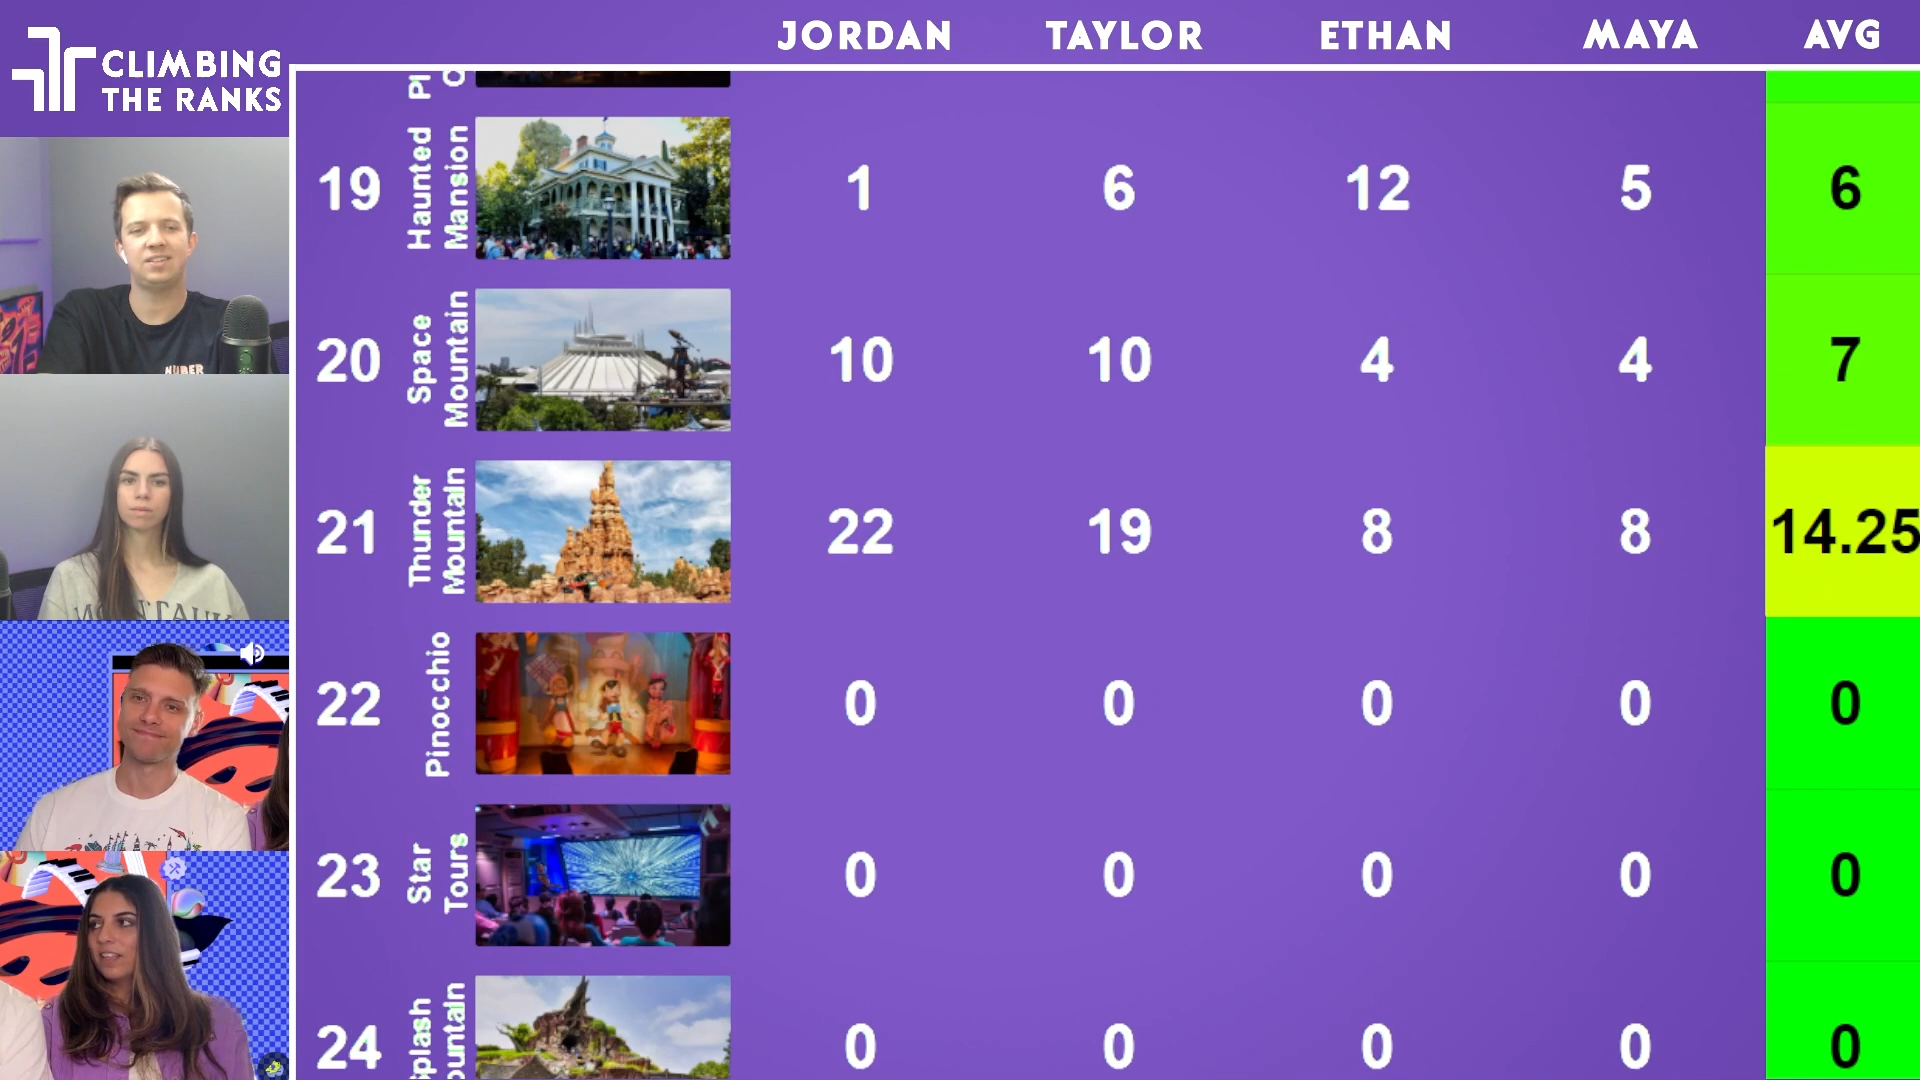 CLIMBING
THE RANKS
JORDAN TAYLOR ETHAN MAYA AVG
19 Haunted Mansion 1 6 12 5 6
20 Space Mountain 10 10 4 4 7
21 Thunder Mountain 22 19 8 8 14.25
22 Pinocchio 0 0 0 0 0
23 Star Tours 0 0 0 0 0
24 plash ountain 0 0 0 0 0